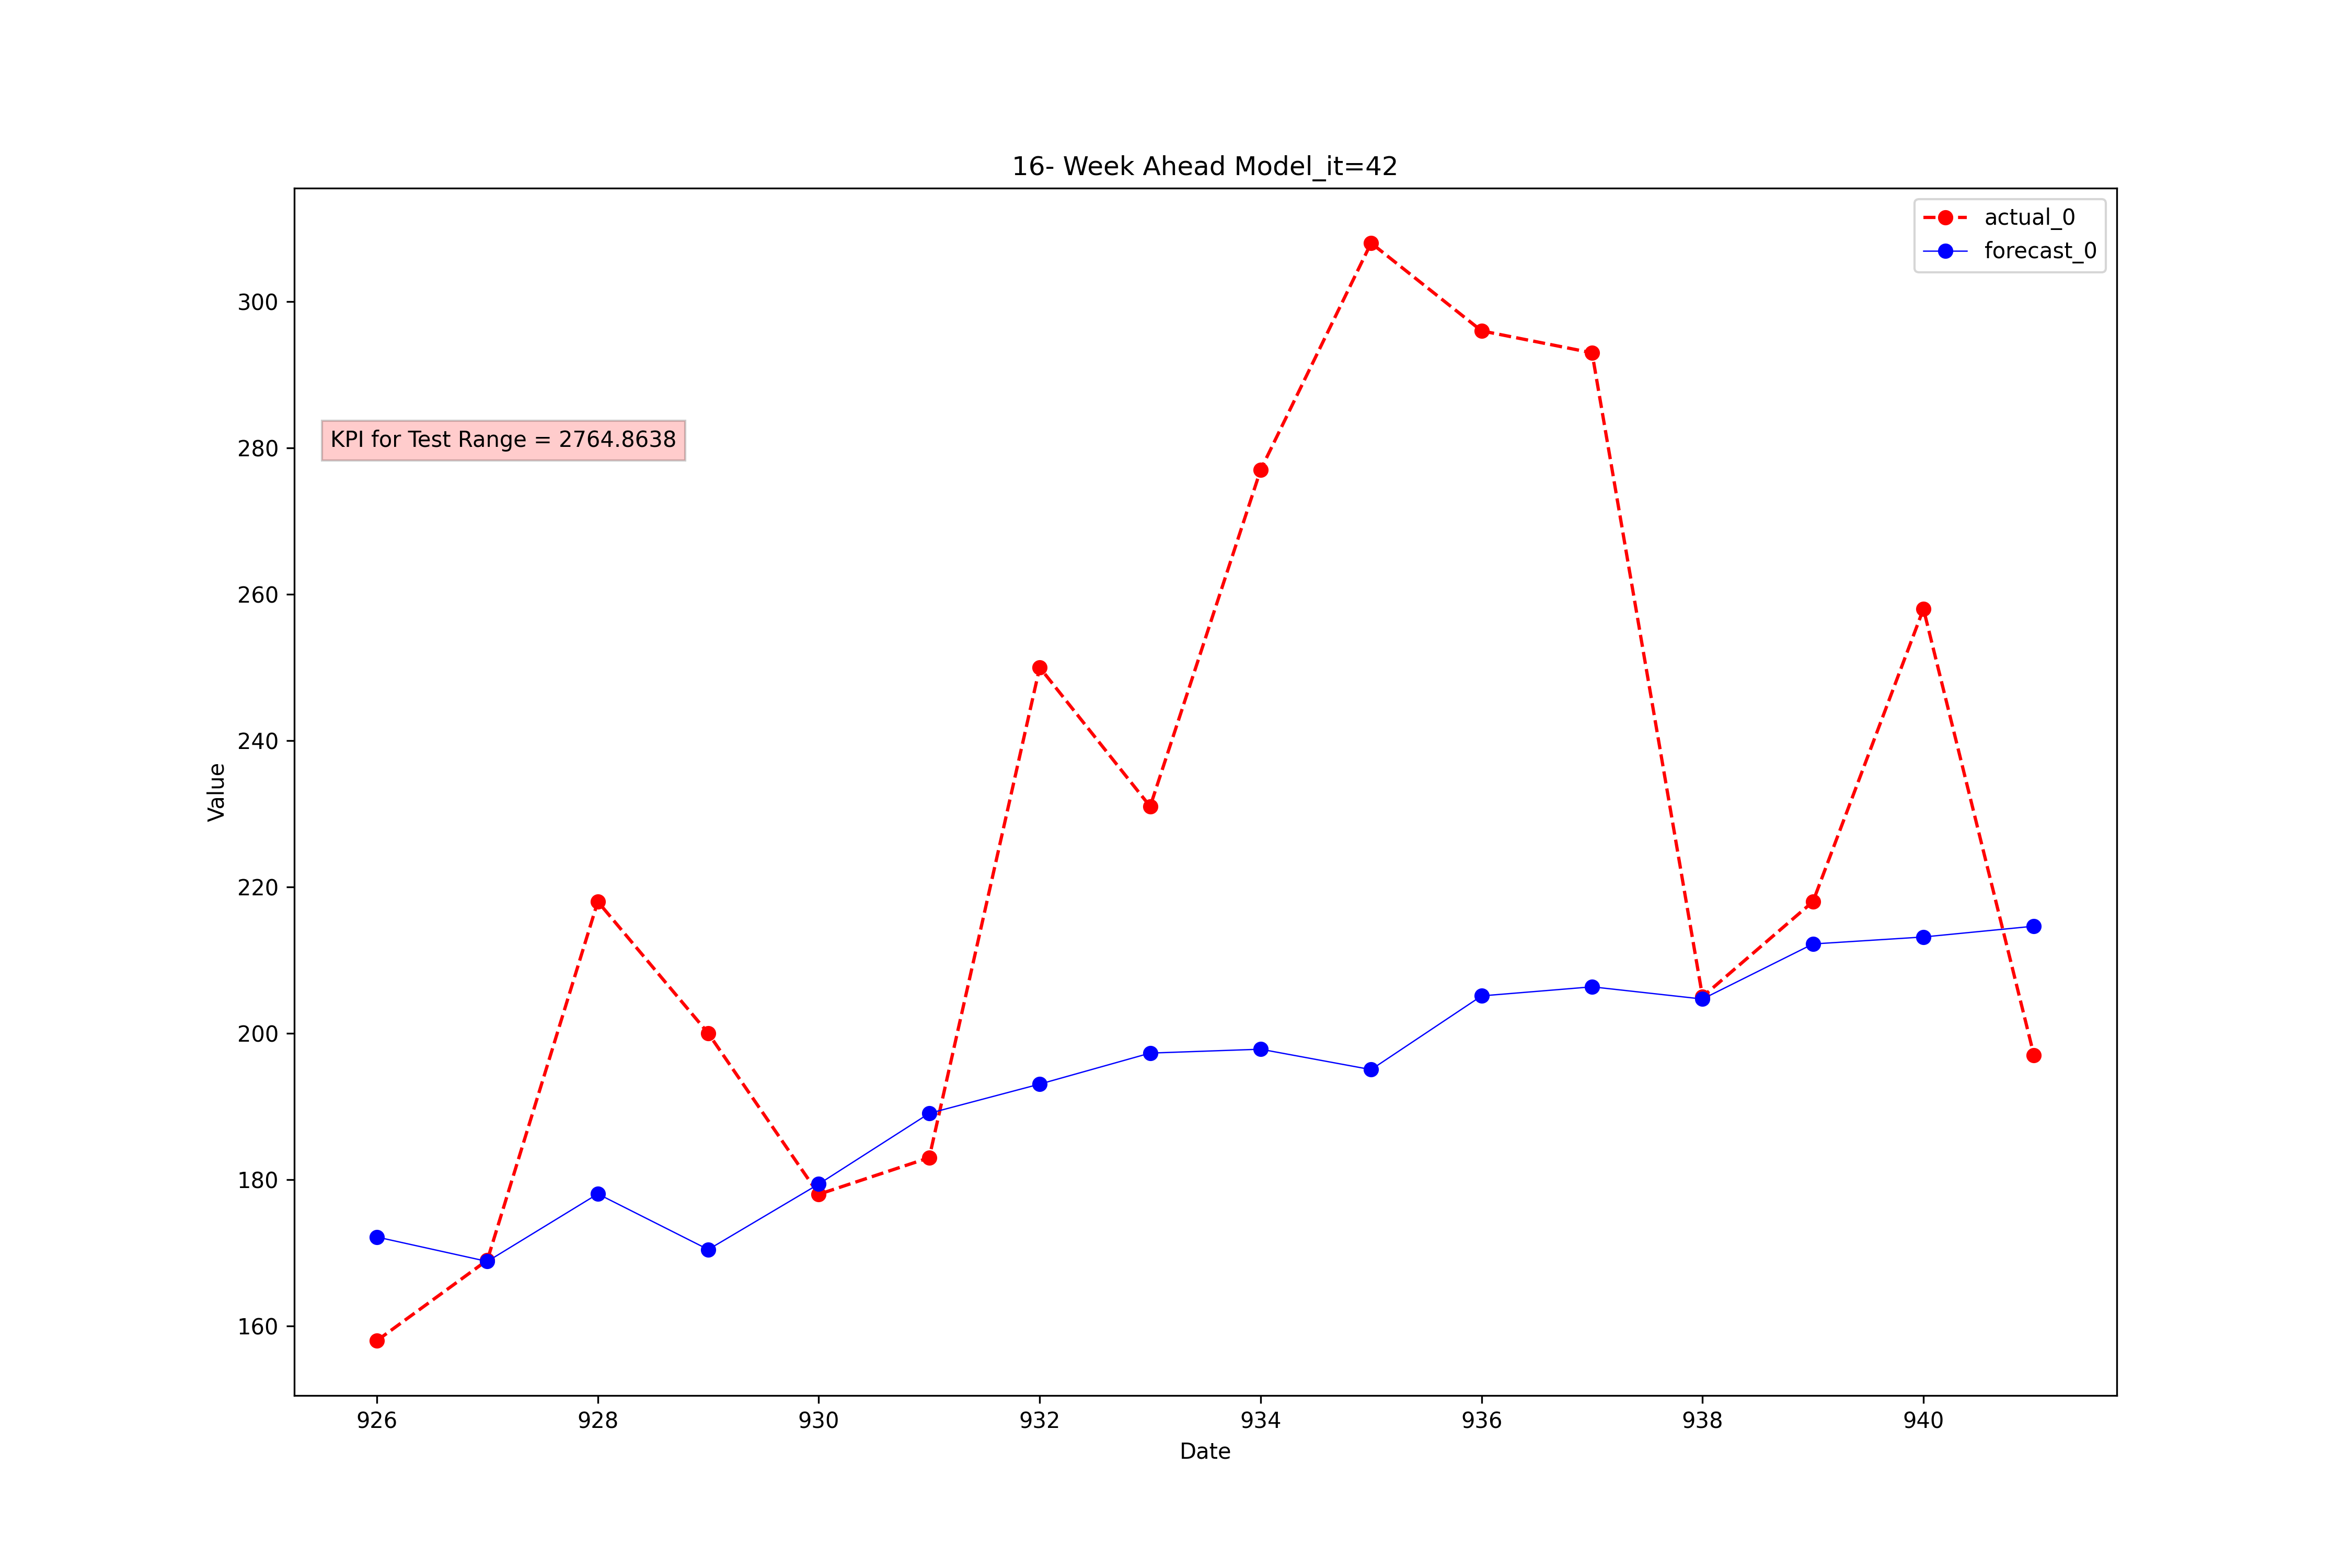 16- Week Ahead Model_it=42
actual_0
forecast_0
KPI for Test Range = 2764.8638
Value
300
280
260
240
220
200
180
160
926 928 930 932 934 936 938 940
Date